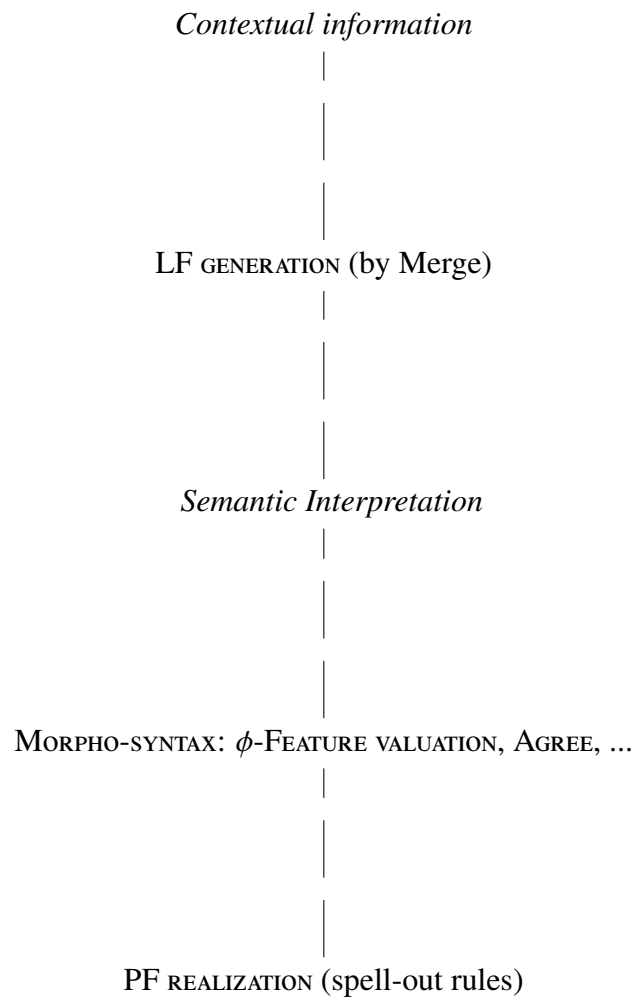 Contextual information
LF GENERATION (by Merge)
Semantic Interpretation
MORPHO-SYNTAX: ϕ-FEATURE VALUATION, AGREE, ...
PF REALIZATION (spell-out rules)